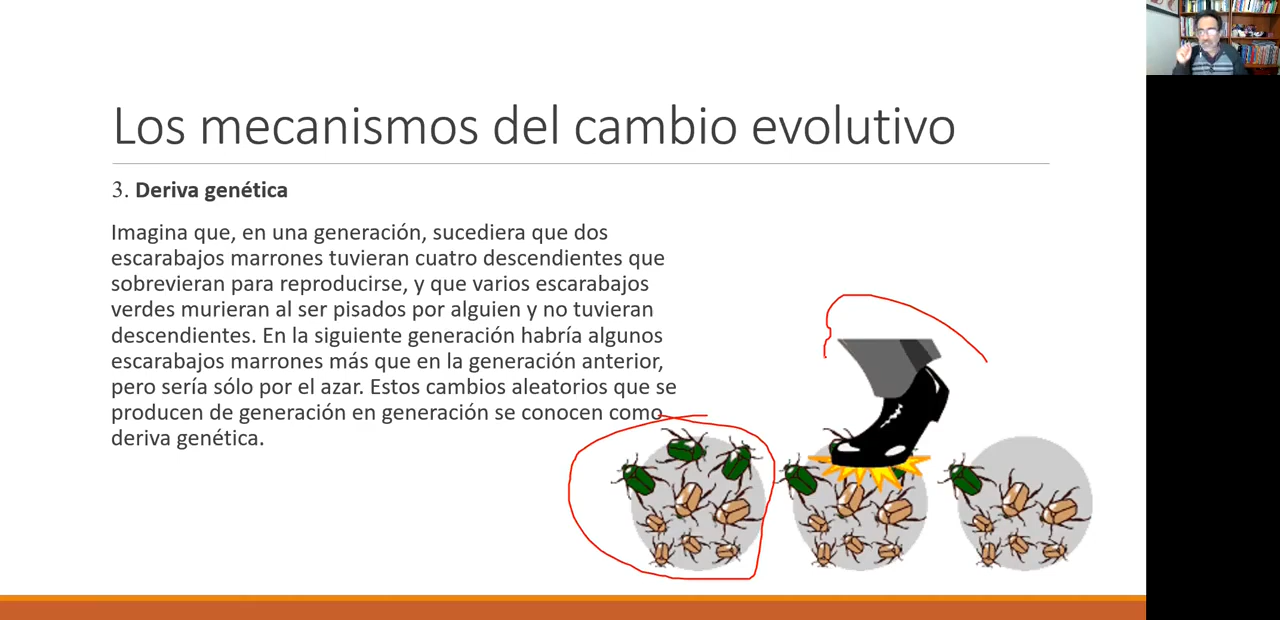 Los mecanismos del cambio evolutivo
3. Deriva genética
Imagina que, en una generación, sucediera que dos
escarabajos marrones tuvieran cuatro descendientes que
sobrevieran para reproducirse, y que varios escarabajos
verdes murieran al ser pisados por alguien y no tuvieran
descendientes. En la siguiente generación habría algunos
escarabajos marrones más que en la generación anterior,
pero sería sólo por el azar. Estos cambios aleatorios que se
producen de generación en generación se conocen como
deriva genética.